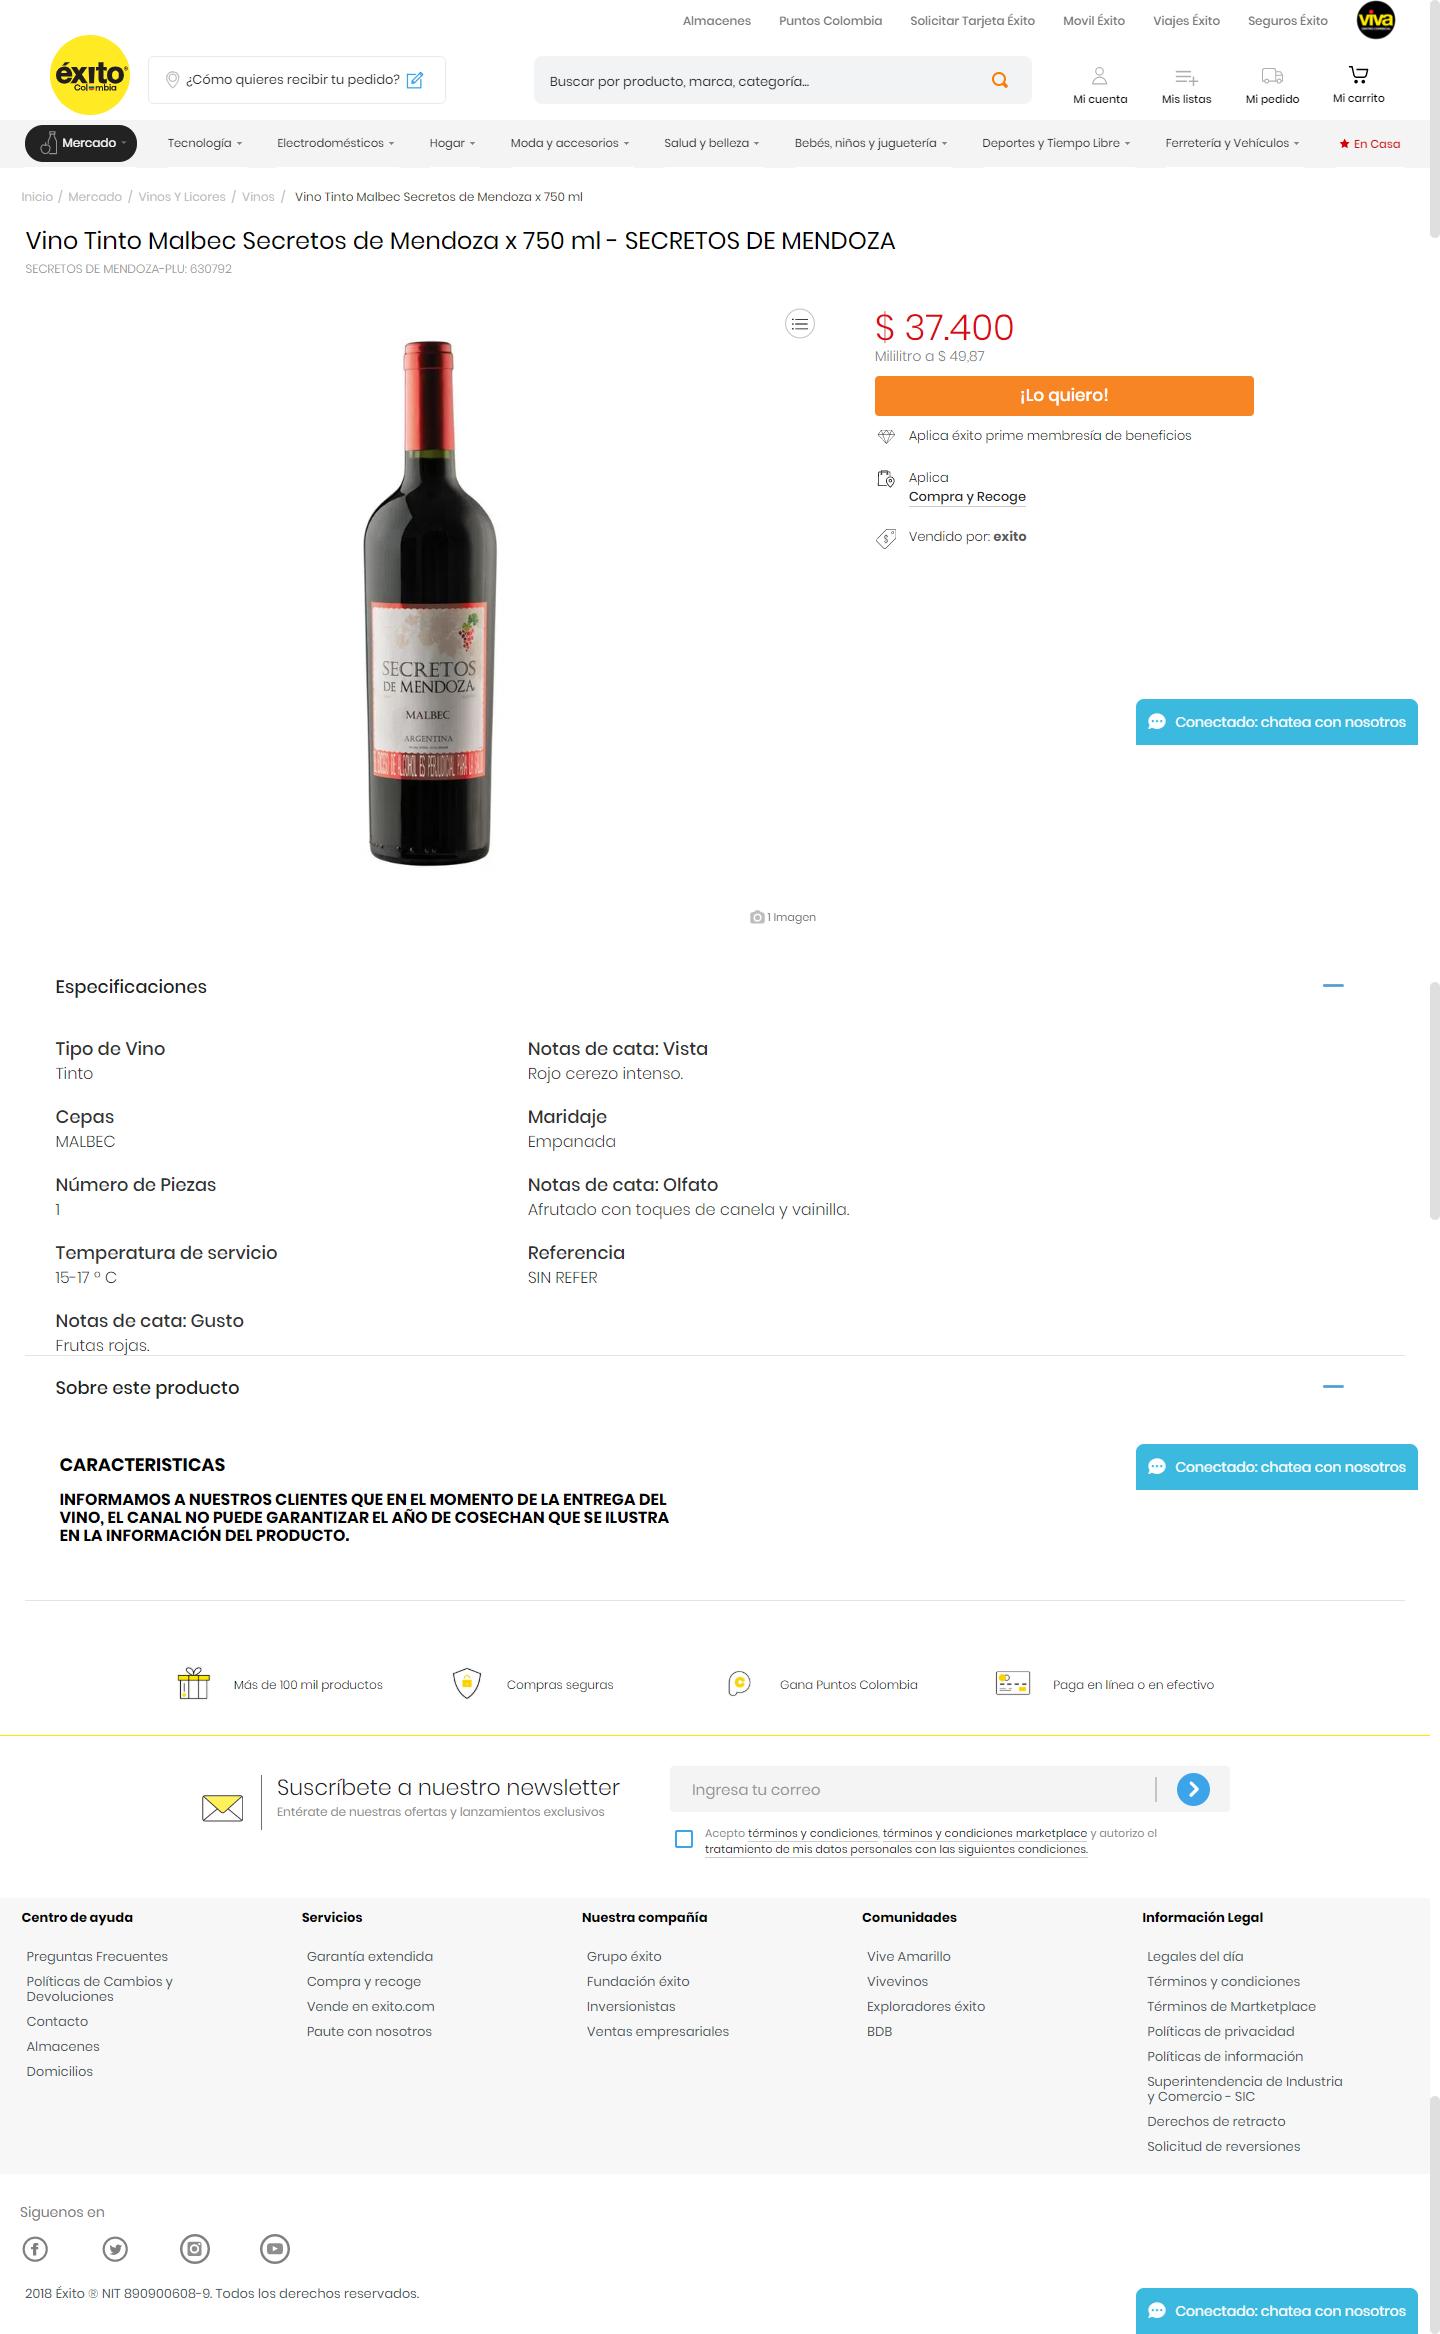 Almacenes Puntos Colombia Solicitar Tarjeta Éxito Movil Éxito Viajes Éxito Seguros Éxito viva
éxito
Colombia
¿Cómo quieres recibir tu pedido?
Buscar por producto, marca, categoría...
Mi cuenta Mis listas Mi pedido Mi carrito
Mercado Tecnología Electrodomésticos Hogar Moda y accesorios Salud y belleza Bebés, niños y juguetería Deportes y Tiempo Libre Ferretería y Vehículos En Casa
Inicio / Mercado / Vinos Y Licores / Vinos / Vino Tinto Malbec Secretos de Mendoza x 750 ml
Vino Tinto Malbec Secretos de Mendoza x 750 ml - SECRETOS DE MENDOZA
SECRETOS DE MENDOZA-PLU: 630792
$ 37.400
Mililitro a $ 49,87
¡Lo quiero!
Aplica éxito prime membresía de beneficios
Aplica
Compra y Recoge
Vendido por: exito
SECRETOS
DE MENDOZA
MALBEC
ARGENTINA
EL EXCESO DE ALCOHOL ES PERJUDICIAL PARA LA SALUD
Conectado: chatea con nosotros
1 Imagen
Especificaciones
Tipo de Vino
Tinto
Notas de cata: Vista
Rojo cerezo intenso.
Cepas
MALBEC
Maridaje
Empanada
Número de Piezas
1
Notas de cata: Olfato
Afrutado con toques de canela y vainilla.
Temperatura de servicio
15-17 º C
Referencia
SIN REFER
Notas de cata: Gusto
Frutas rojas.
Sobre este producto
CARACTERISTICAS
Conectado: chatea con nosotros
INFORMAMOS A NUESTROS CLIENTES QUE EN EL MOMENTO DE LA ENTREGA DEL
VINO, EL CANAL NO PUEDE GARANTIZAR EL AÑO DE COSECHAN QUE SE ILUSTRA
EN LA INFORMACIÓN DEL PRODUCTO.
Más de 100 mil productos Compras seguras Gana Puntos Colombia Paga en línea o en efectivo
Suscríbete a nuestro newsletter
Entérate de nuestras ofertas y lanzamientos exclusivos
Ingresa tu correo
Acepto términos y condiciones, términos y condiciones marketplace y autorizo el
tratamiento de mis datos personales con las siguientes condiciones.
Centro de ayuda
Preguntas Frecuentes
Políticas de Cambios y
Devoluciones
Contacto
Almacenes
Domicilios
Servicios
Garantía extendida
Compra y recoge
Vende en exito.com
Paute con nosotros
Nuestra compañía
Grupo éxito
Fundación éxito
Inversionistas
Ventas empresariales
Comunidades
Vive Amarillo
Vivevinos
Exploradores éxito
BDB
Información Legal
Legales del día
Términos y condiciones
Términos de Martketplace
Políticas de privacidad
Políticas de información
Superintendencia de Industria
y Comercio - SIC
Derechos de retracto
Solicitud de reversiones
Siguenos en
2018 Éxito ® NIT 890900608-9. Todos los derechos reservados.
Conectado: chatea con nosotros